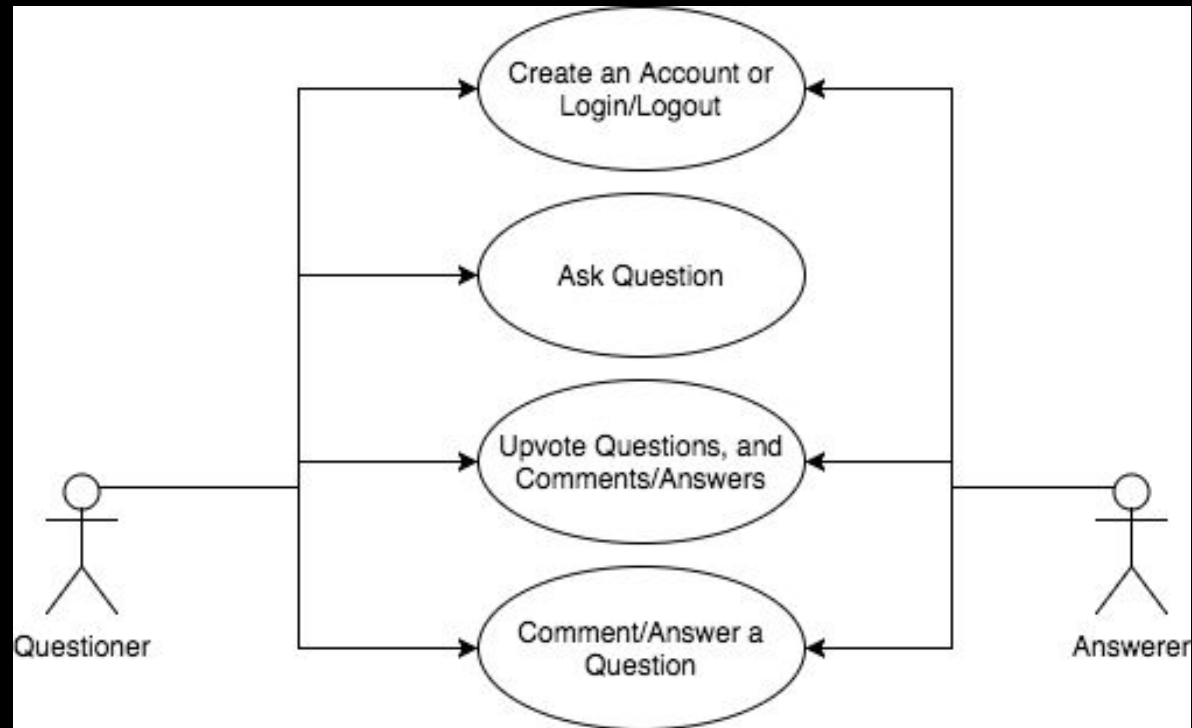 Create an Account or
Login/Logout
Ask Question
Upvote Questions, and
Comments/Answers
Comment/Answer a
Question
Questioner
Answerer